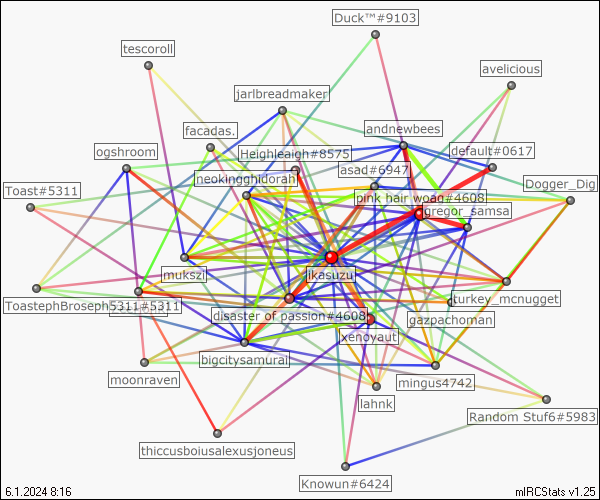 Duck™#9103
tescoroll
avelicious
jarlbreadmaker
facadas.
andnewbees
ogshroom
Heighleaigh#8575
default#0617
asad#6947
neokingghidorah
Toast#5311
Dogger_Dig
pink hair woag#4608
gregor_samsa
mukszi
jikasuzu
ToastephBroseph5311#5311
turkey_mcnugget
disaster of passion#4608
gazpachoman
xenovaut
bigcitysamurai
moonraven
mingus4742
lahnk
Random Stuf6#5983
thiccusboiusalexusjoneus
Knowun#6424
6.1.2024 8:16
mIRCStats v1.25